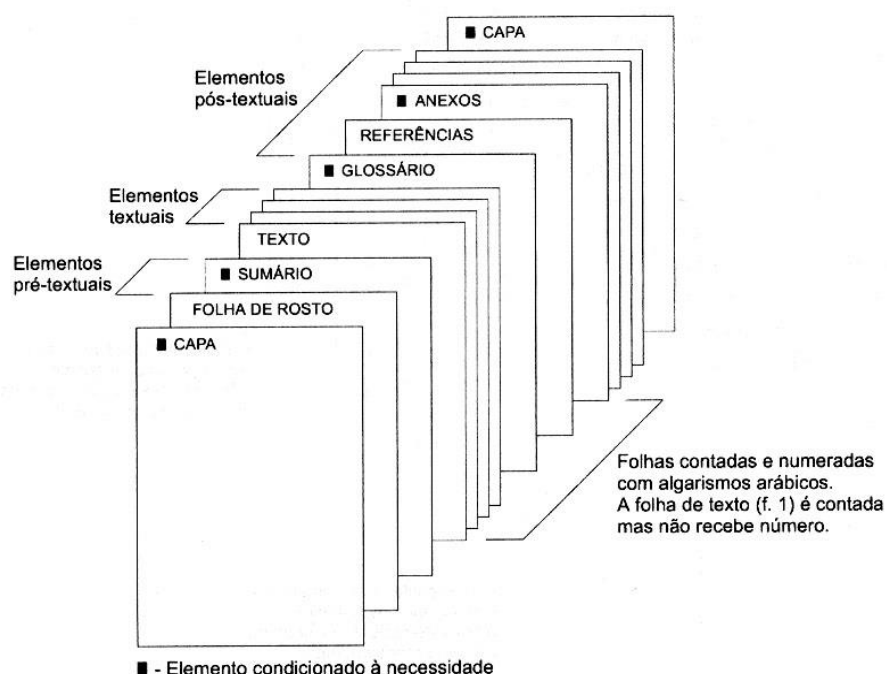 ■ CAPA
Elementos
pós-textuais
■ ANEXOS
REFERÊNCIAS
■ GLOSSÁRIO
Elementos
textuais
TEXTO
Elementos
pré-textuais
■ SUMÁRIO
FOLHA DE ROSTO
■ CAPA
Folhas contadas e numeradas
com algarismos arábicos.
A folha de texto (f. 1) é contada
mas não recebe número.
■ - Elemento condicionado à necessidade